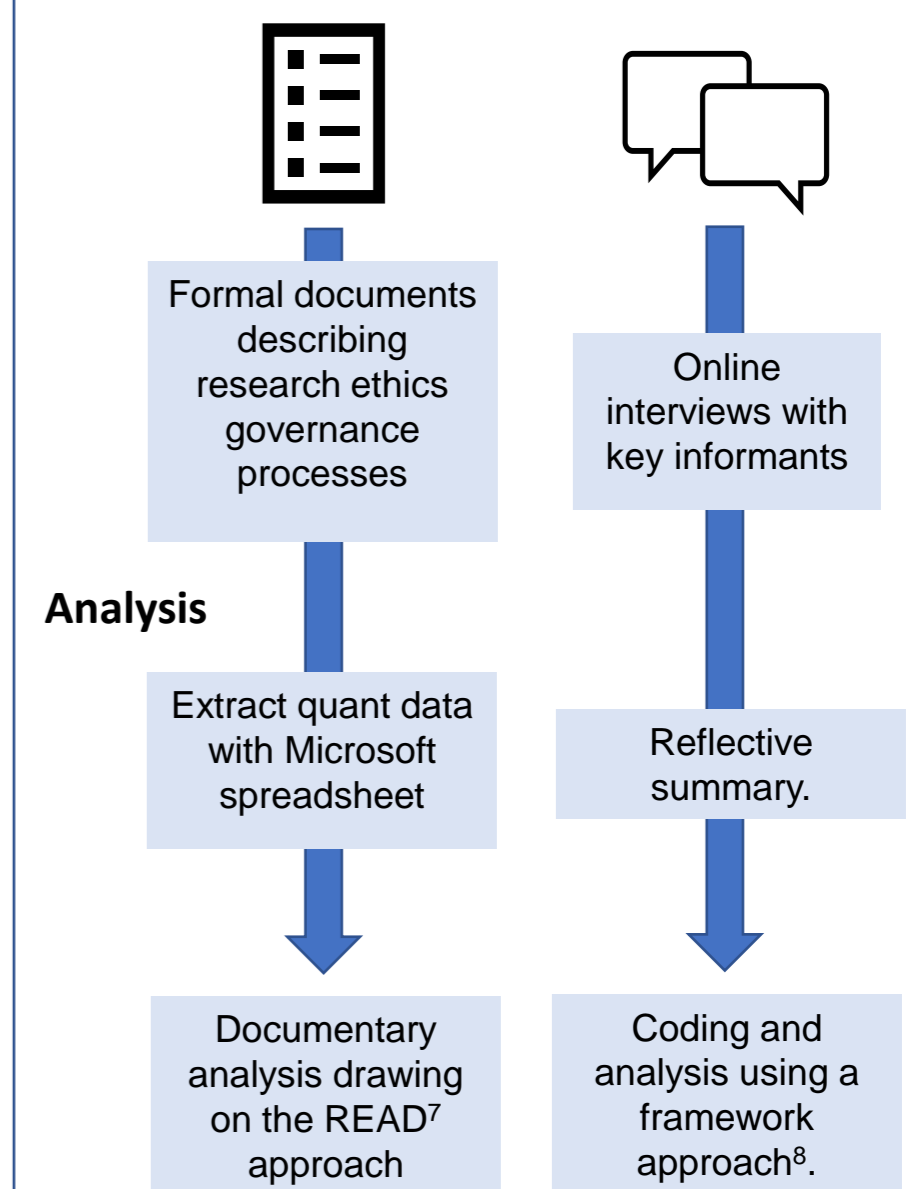 Formal documents
describing
research ethics
governance
processes
Online
interviews with
key informants
Analysis
Extract quant data
with Microsoft
spreadsheet
Reflective
summary.
Documentary
analysis drawing
on the READ⁷
approach
Coding and
analysis using a
framework
approach⁸.